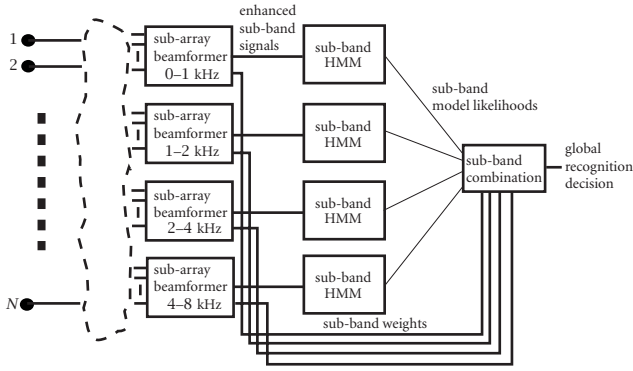 enhanced
sub-band
signals
1
2
N
sub-array
beamformer
0–1 kHz
sub-band
HMM
sub-array
beamformer
1–2 kHz
sub-band
HMM
sub-array
beamformer
2–4 kHz
sub-band
HMM
sub-array
beamformer
4–8 kHz
sub-band
HMM
sub-band
model likelihoods
sub-band
combination
global
recognition
decision
sub-band weights